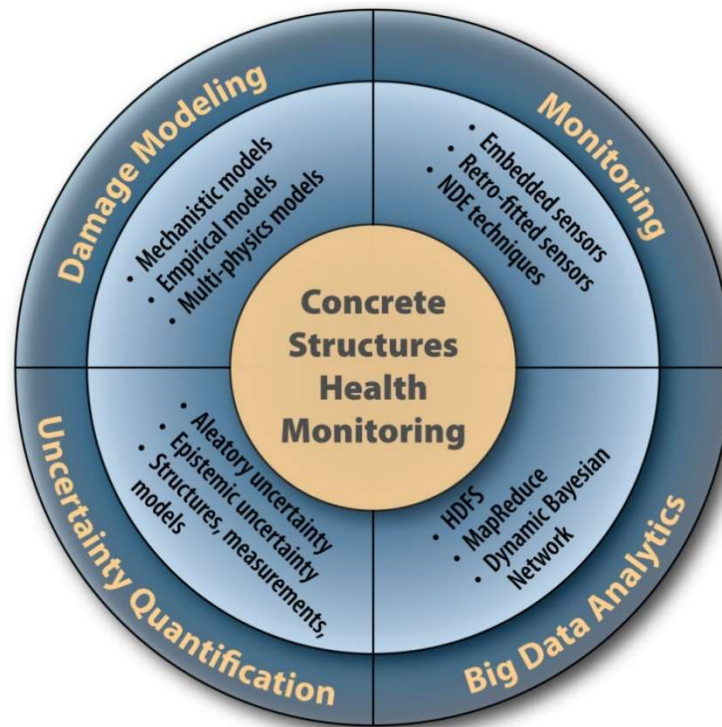 Damage Modeling
• Mechanistic models
• Empirical models
• Multi-physics models
Monitoring
• Embedded sensors
• Retro-fitted sensors
• NDE techniques
Concrete
Structures
Health
Monitoring
Uncertainty Quantification
• Aleatory uncertainty
• Epistemic uncertainty
• Structures, measurements,
models
Big Data Analytics
• HDFS
• MapReduce
• Dynamic Bayesian
Network